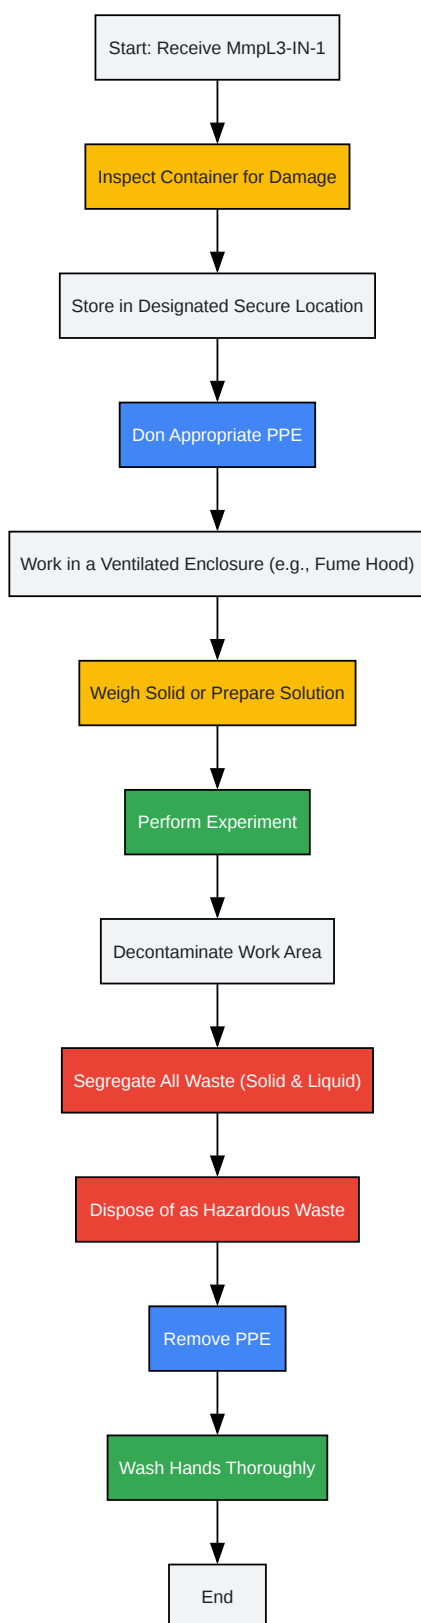 Start: Receive MmpL3-IN-1
Inspect Container for Damage
Store in Designated Secure Location
Don Appropriate PPE
Work in a Ventilated Enclosure (e.g., Fume Hood)
Weigh Solid or Prepare Solution
Perform Experiment
Decontaminate Work Area
Segregate All Waste (Solid & Liquid)
Dispose of as Hazardous Waste
Remove PPE
Wash Hands Thoroughly
End